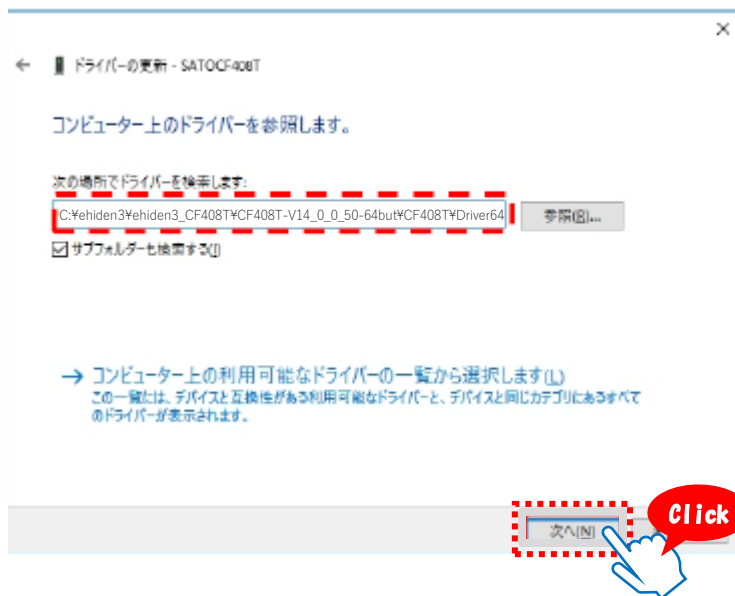 ドライバーの更新 - SATOCF408T
コンピューター上のドライバーを参照します。
次の場所でドライバーを検索します:
C:¥ehiden3¥ehiden3_CF408T¥CF408T-V14_0_0_50-64but¥CF408T¥Driver64
参照(R)...
サブフォルダーも検索する(I)
→ コンピューター上の利用可能なドライバーの一覧から選択します(L)
この一覧には、デバイスと互換性がある利用可能なドライバーと、デバイスと同じカテゴリにあるすべて
のドライバーが表示されます。
Click
次へ(N)